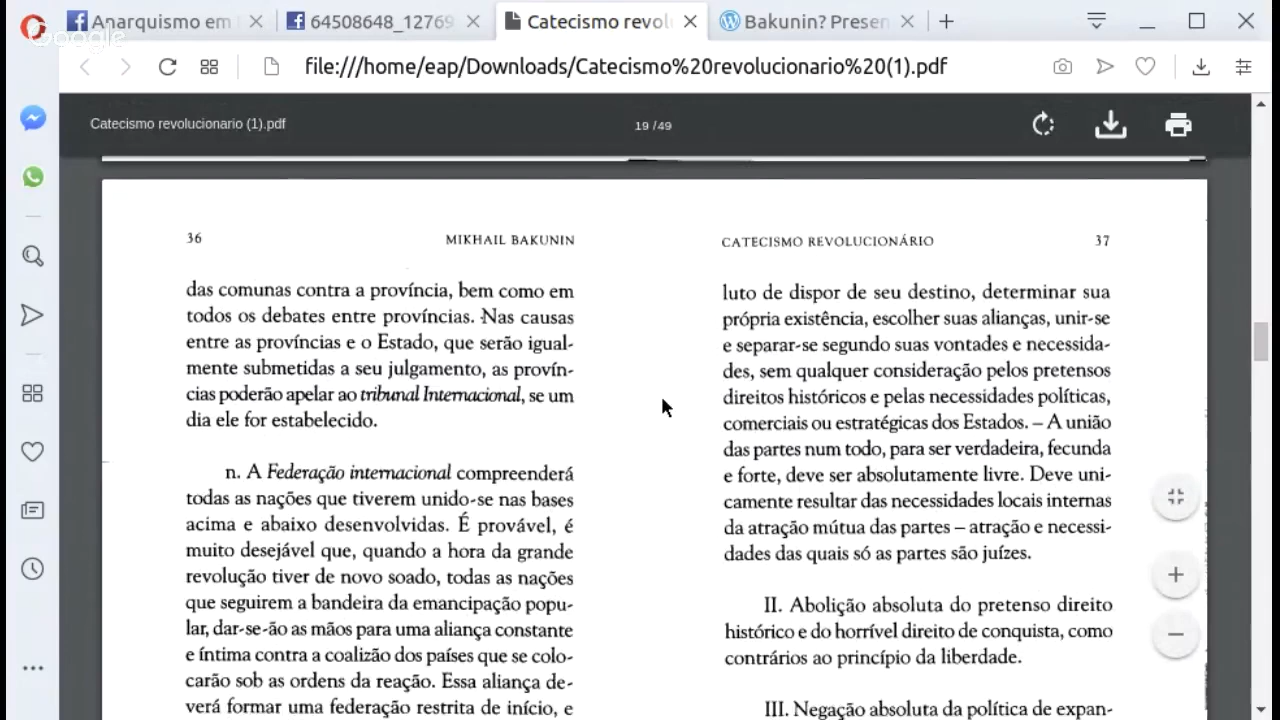 Anarquismo em
64508648_12769
Catecismo revol
Bakunin? Presen
Google
file:///home/eap/Downloads/Catecismo%20revolucionario%20(1).pdf
Catecismo revolucionario (1).pdf
19 / 49
36
MIKHAIL BAKUNIN
das comunas contra a província, bem como em
todos os debates entre províncias. Nas causas
entre as províncias e o Estado, que serão igual-
mente submetidas a seu julgamento, as provín-
cias poderão apelar ao tribunal Internacional, se um
dia ele for estabelecido.
n. A Federação internacional compreenderá
todas as nações que tiverem unido-se nas bases
acima e abaixo desenvolvidas. É provável, é
muito desejável que, quando a hora da grande
revolução tiver de novo soado, todas as nações
que seguirem a bandeira da emancipação popu-
lar, dar-se-ão as mãos para uma aliança constante
e íntima contra a coalizão dos países que se colo-
carão sob as ordens da reação. Essa aliança de-
verá formar uma federação restrita de início, e
CATECISMO REVOLUCIONÁRIO
37
luto de dispor de seu destino, determinar sua
própria existência, escolher suas alianças, unir-se
e separar-se segundo suas vontades e necessida-
des, sem qualquer consideração pelos pretensos
direitos históricos e pelas necessidades políticas,
comerciais ou estratégicas dos Estados. – A união
das partes num todo, para ser verdadeira, fecunda
e forte, deve ser absolutamente livre. Deve uni-
camente resultar das necessidades locais internas
da atração mútua das partes – atração e necessi-
dades das quais só as partes são juízes.
II. Abolição absoluta do pretenso direito
histórico e do horrível direito de conquista, como
contrários ao princípio da liberdade.
III. Negação absoluta da política de expan-